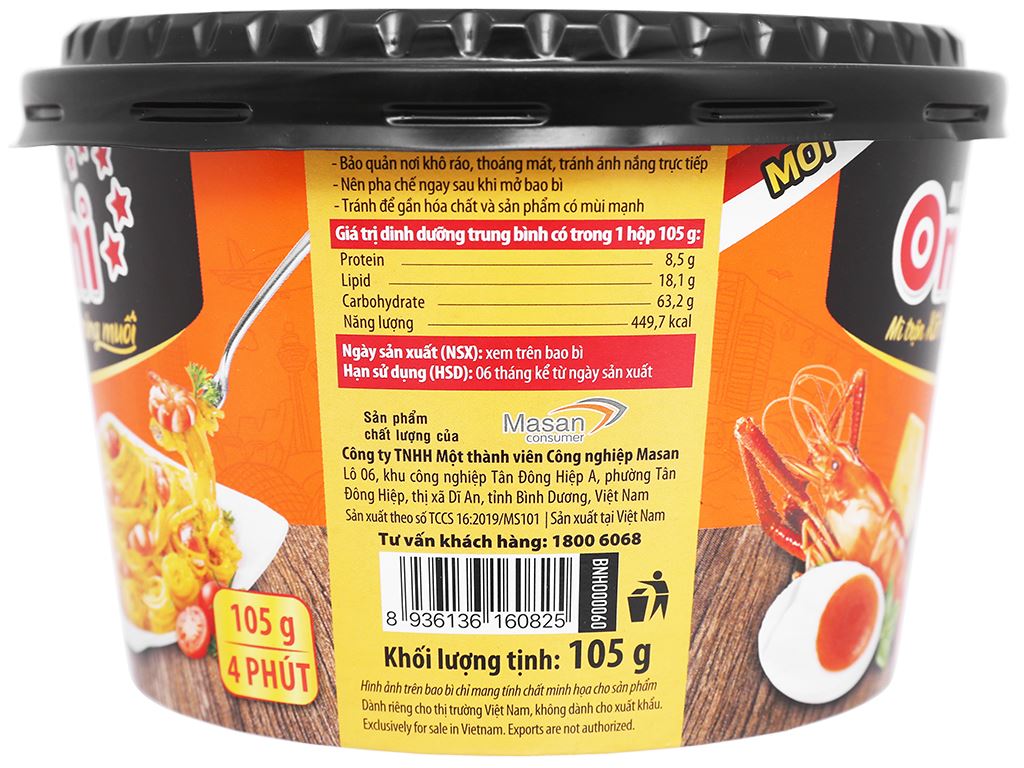 - Bảo quản nơi khô ráo, thoáng mát, tránh ánh nắng trực tiếp
- Nên pha chế ngay sau khi mở bao bì
- Tránh để gần hóa chất và sản phẩm có mùi mạnh
MỚI
Giá trị dinh dưỡng trung bình có trong 1 hộp 105 g:
Protein 8,5 g
Lipid 18,1 g
Carbohydrate 63,2 g
Năng lượng 449,7 kcal
Ngày sản xuất (NSX): xem trên bao bì
Hạn sử dụng (HSD): 06 tháng kể từ ngày sản xuất
Sản phẩm
chất lượng của
Masan
consumer
Công ty TNHH Một thành viên Công nghiệp Masan
Lô 06, khu công nghiệp Tân Đông Hiệp A, phường Tân
Đông Hiệp, thị xã Dĩ An, tỉnh Bình Dương, Việt Nam
Sản xuất theo số TCCS 16:2019/MS101 | Sản xuất tại Việt Nam
Tư vấn khách hàng: 1800 6068
BNH000060
8 936136 160825
Khối lượng tịnh: 105 g
Hình ảnh trên bao bì chỉ mang tính chất minh họa cho sản phẩm
Dành riêng cho thị trường Việt Nam, không dành cho xuất khẩu.
Exclusively for sale in Vietnam. Exports are not authorized.
105 g
4 PHÚT
muối
Mì trộn